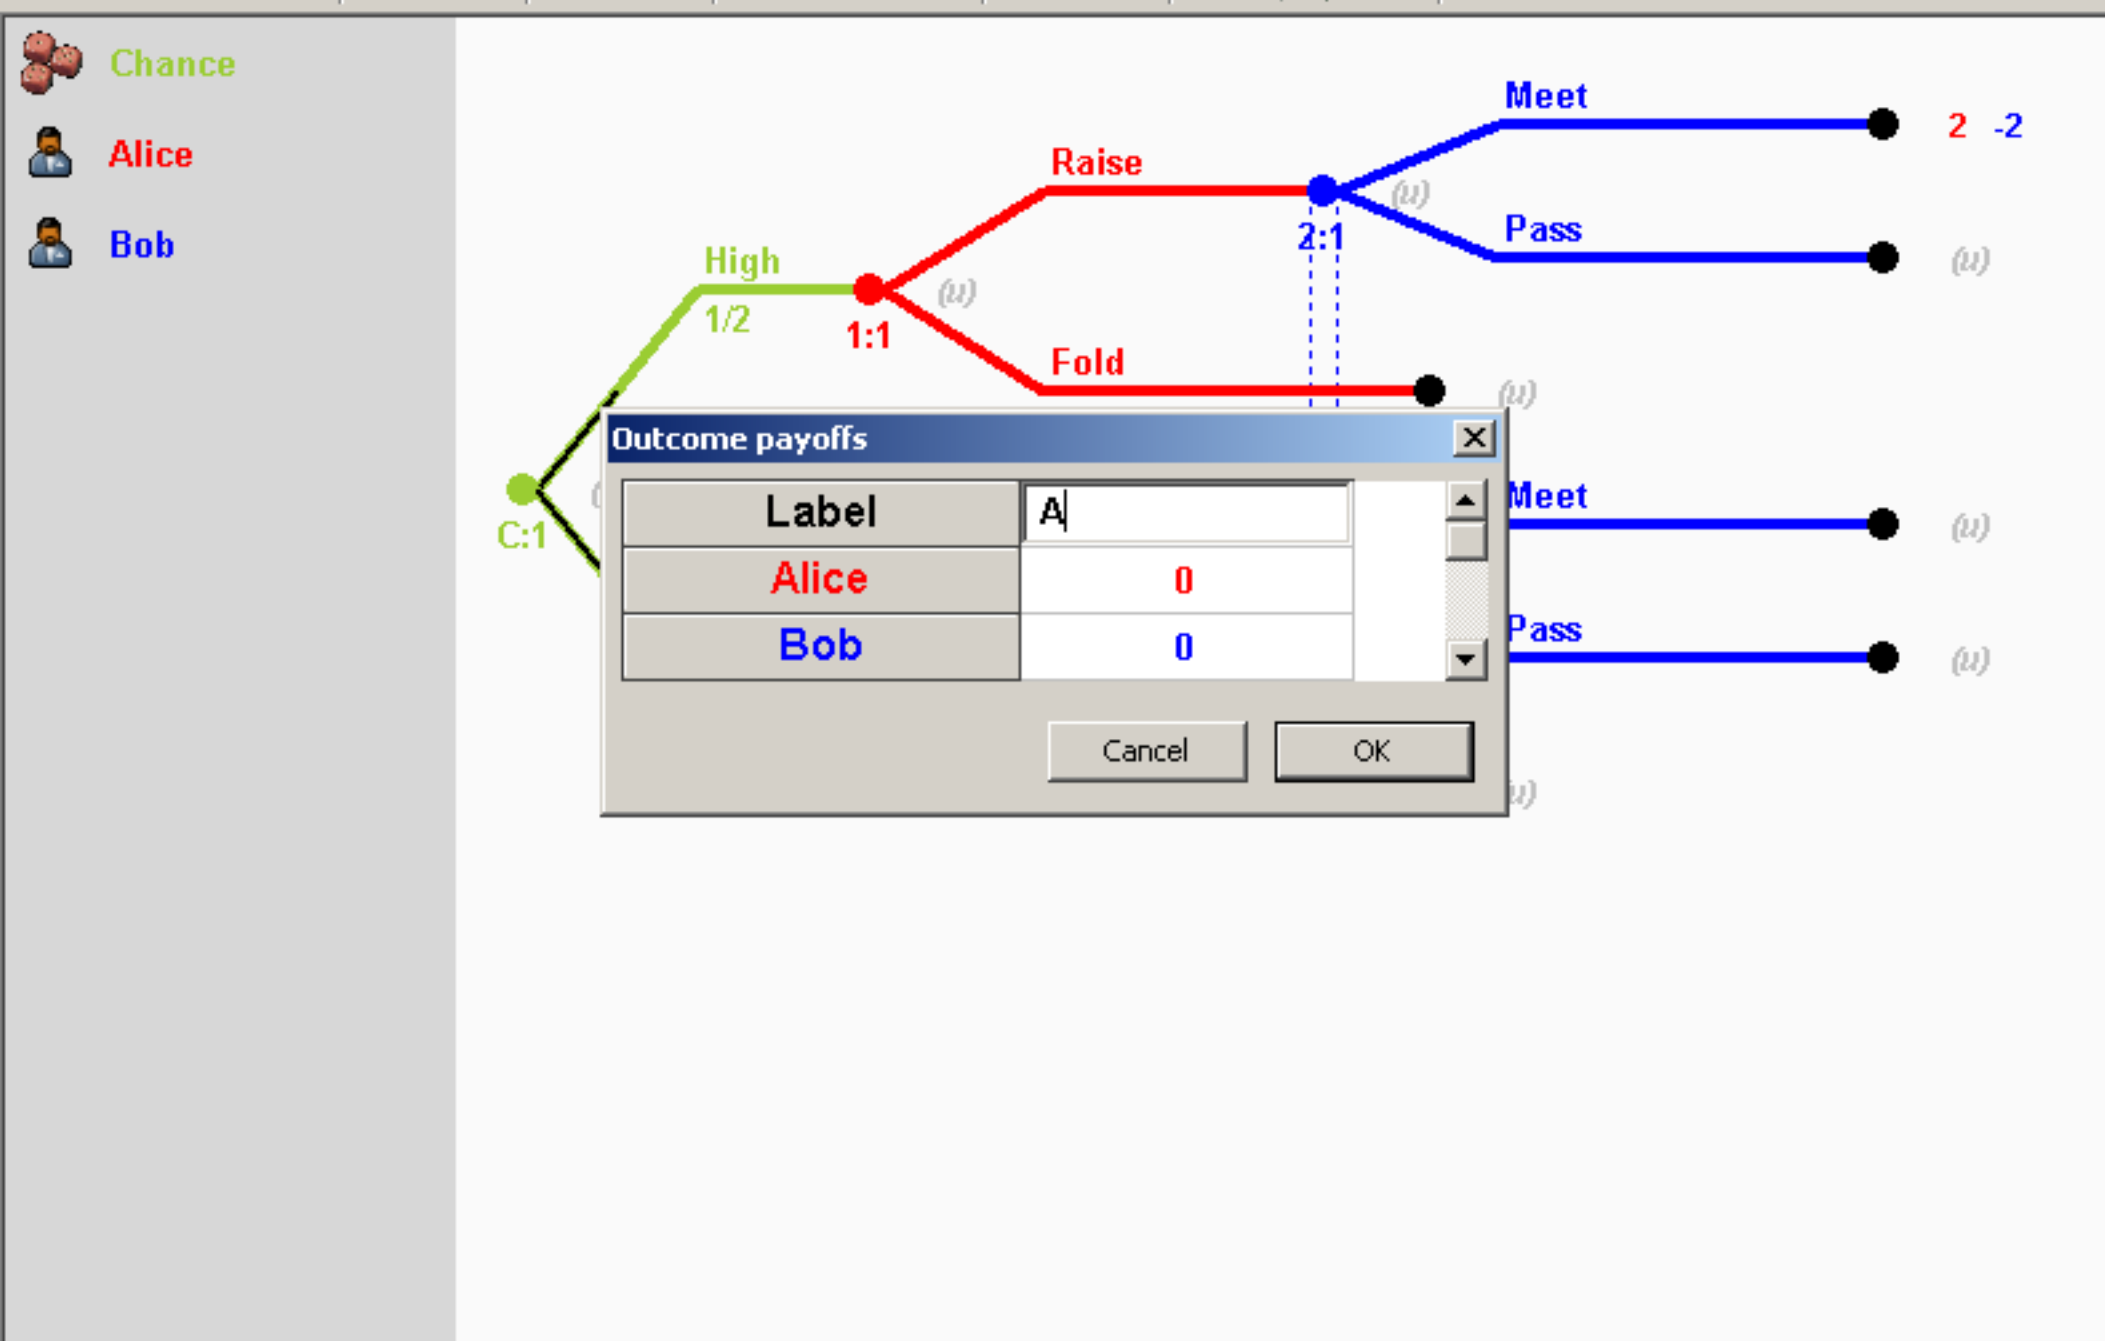 Chance
Alice
Bob
Meet
2 -2
Raise
(u)
2:1
Pass
(u)
High
1/2
(u)
1:1
Fold
(u)
Outcome payoffs
Label A
Alice 0
Bob 0
Cancel OK
C:1
Meet
(u)
Pass
(u)
u)